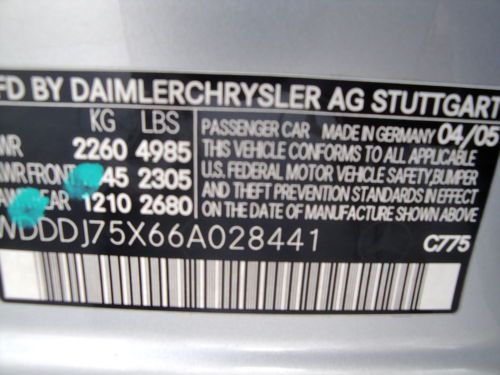 FD BY DAIMLERCHRYSLER AG STUTTGART
KG LBS
WR 2260 4985
WR FRONT 45 2305
EAR 1210 2680
PASSENGER CAR MADE IN GERMANY 04/05
THIS VEHICLE CONFORMS TO ALL APPLICABLE
U.S. FEDERAL MOTOR VEHICLE SAFETY, BUMPER
AND THEFT PREVENTION STANDARDS IN EFFECT
ON THE DATE OF MANUFACTURE SHOWN ABOVE
WDDDJ75X66A028441
C775